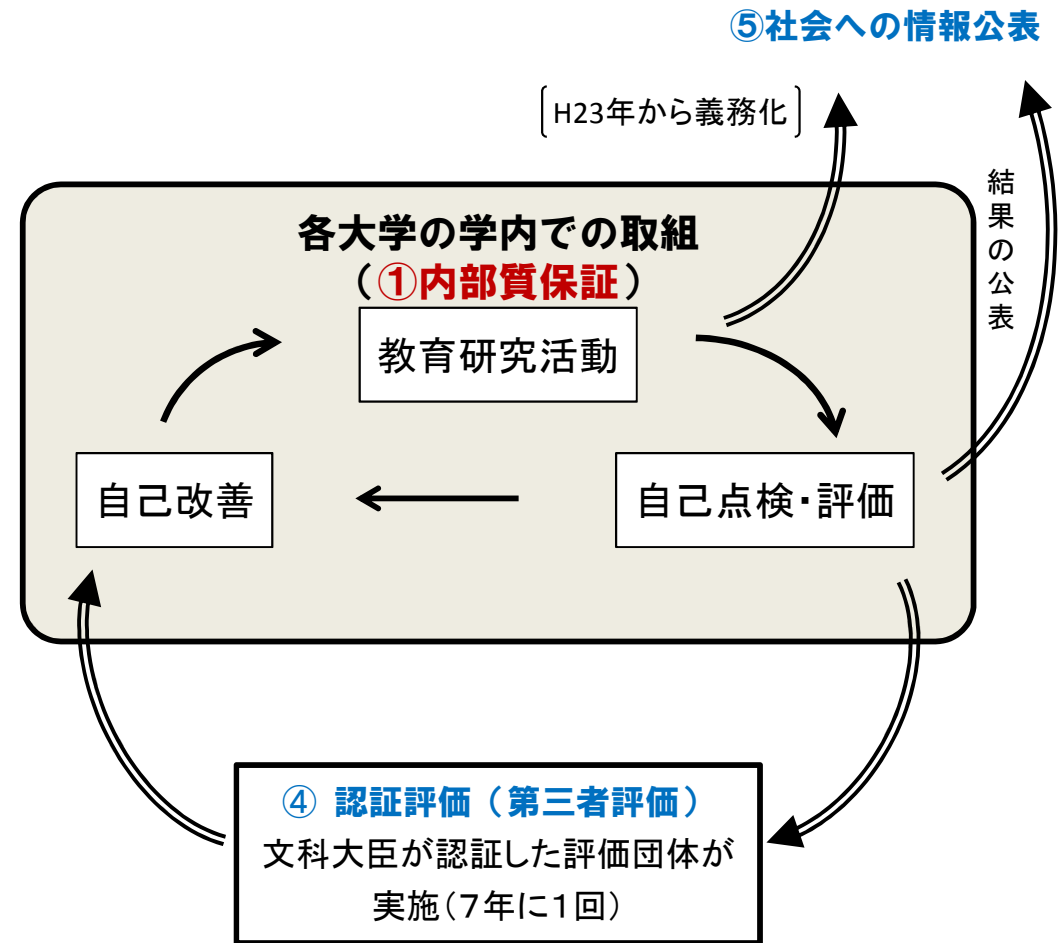 ⑤社会への情報公表
[H23年から義務化]
結果の公表
各大学の学内での取組
(①内部質保証)
教育研究活動
自己改善
自己点検・評価
④ 認証評価(第三者評価)
文科大臣が認証した評価団体が
実施(7年に1回)